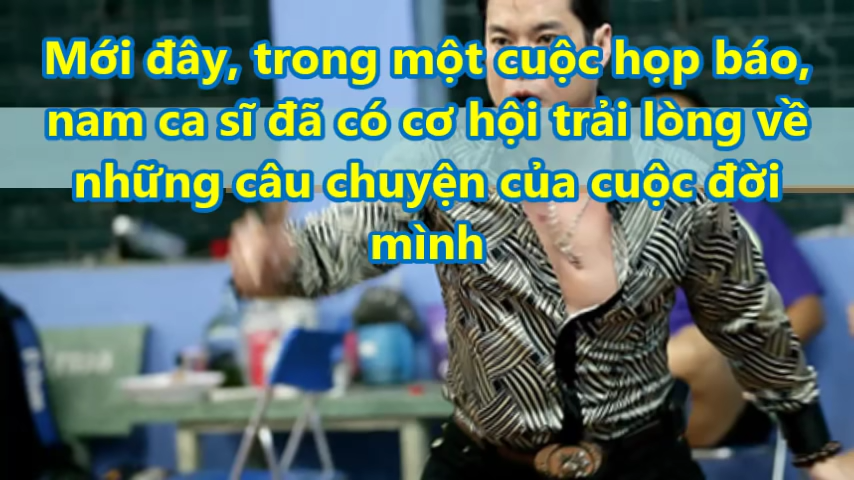 Mới đây, trong một cuộc họp báo,
nam ca sĩ đã có cơ hội trải lòng về
những câu chuyện của cuộc đời
mình